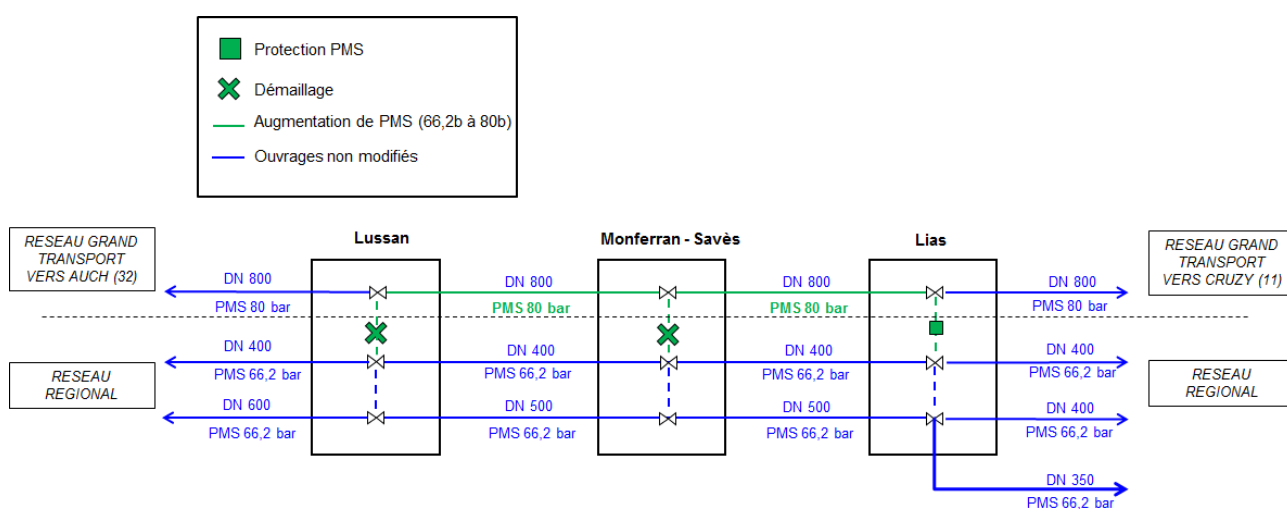 Protection PMS
Démaillage
Augmentation de PMS (66,2b à 80b)
Ouvrages non modifiés
RESEAU GRAND
TRANSPORT
VERS AUCH (32)
Lussan
Monferran - Savès
Lias
RESEAU GRAND
TRANSPORT
VERS CRUZY (11)
DN 800
DN 800
DN 800
DN 800
PMS 80 bar
PMS 80 bar
PMS 80 bar
PMS 80 bar
RESEAU
REGIONAL
DN 400
DN 400
DN 400
DN 400
PMS 66,2 bar
PMS 66,2 bar
PMS 66,2 bar
PMS 66,2 bar
RESEAU
REGIONAL
DN 600
DN 500
DN 500
DN 400
PMS 66,2 bar
PMS 66,2 bar
PMS 66,2 bar
PMS 66,2 bar
DN 350
PMS 66,2 bar